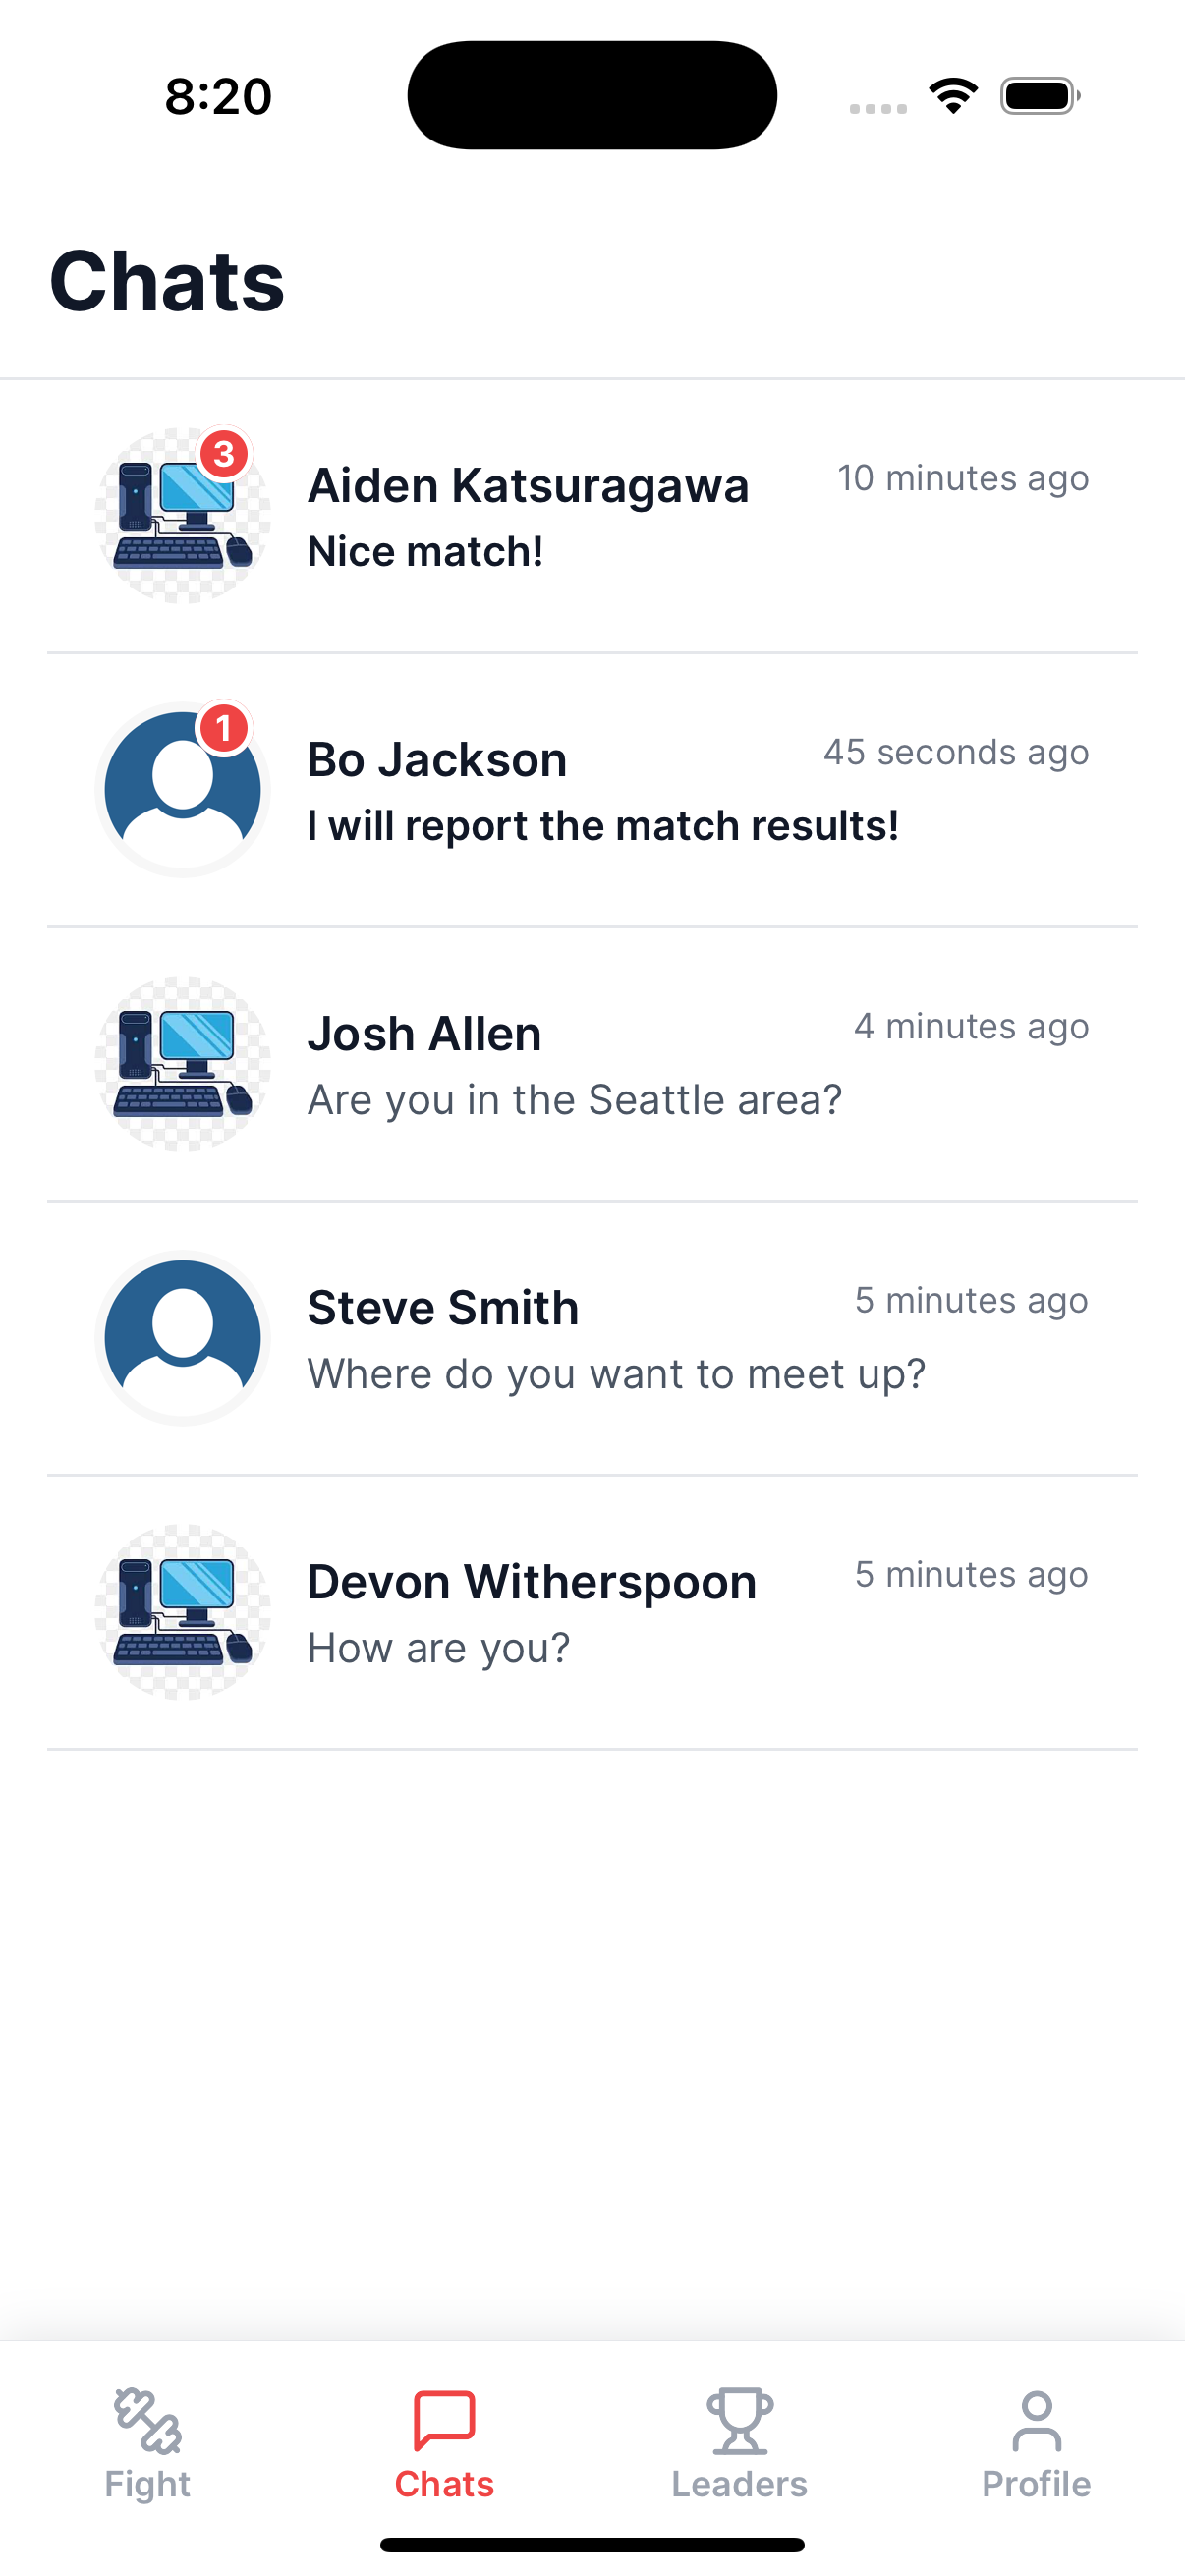 8:20
Chats
3
Aiden Katsuragawa
10 minutes ago
Nice match!
1
Bo Jackson
45 seconds ago
I will report the match results!
Josh Allen
4 minutes ago
Are you in the Seattle area?
Steve Smith
5 minutes ago
Where do you want to meet up?
Devon Witherspoon
5 minutes ago
How are you?
Fight
Chats
Leaders
Profile